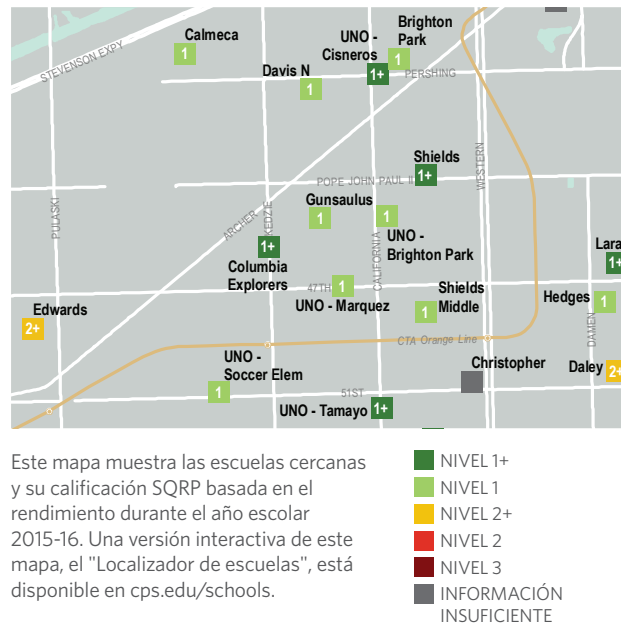 Calmeca
1
STEVENSON EXPY
UNO -
Cisneros
1+
Brighton
Park
1
PERSHING
Davis N
1
Shields
1+
POPE JOHN PAUL II
WESTERN
PULASKI
ARCHER
KEDZIE
CALIFORNIA
Gunsaulus
1
1
UNO -
Brighton Park
1+
Columbia
Explorers
Lara
1+
47TH
1
UNO - Marquez
Shields
Middle
1
Hedges
1
DAMEN
Edwards
2+
CTA Orange Line
UNO -
Soccer Elem
1
Christopher
Daley
2+
51ST
UNO - Tamayo
1+
Este mapa muestra las escuelas cercanas
y su calificación SQRP basada en el
rendimiento durante el año escolar
2015-16. Una versión interactiva de este
mapa, el "Localizador de escuelas", está
disponible en cps.edu/schools.
NIVEL 1+
NIVEL 1
NIVEL 2+
NIVEL 2
NIVEL 3
INFORMACIÓN
INSUFICIENTE